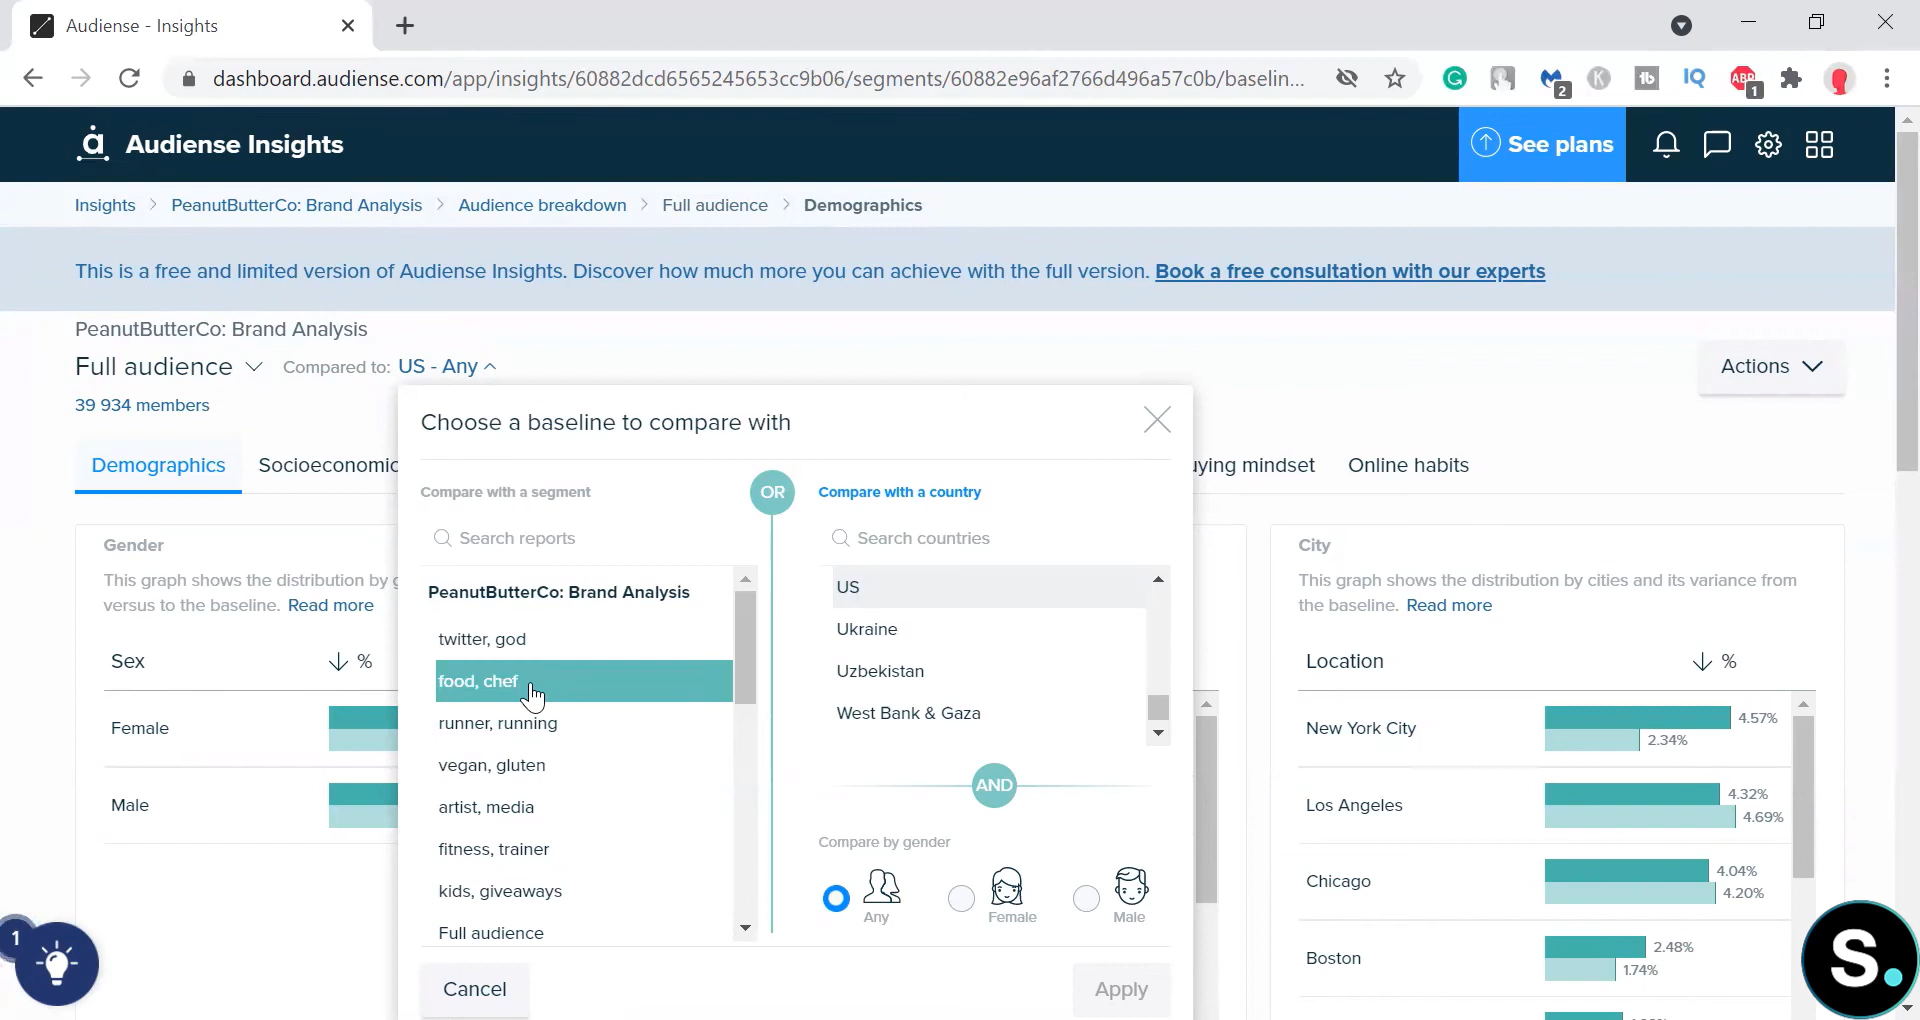 Audiense - Insights
dashboard.audiense.com/app/insights/60882dcd6565245653cc9b06/segments/60882e96af2766d496a57c0b/baselin...
2
K
tb
IQ
ABP
1
á Audiense Insights
See plans
Insights > PeanutButterCo: Brand Analysis > Audience breakdown > Full audience > Demographics
This is a free and limited version of Audiense Insights. Discover how much more you can achieve with the full version. Book a free consultation with our experts
PeanutButterCo: Brand Analysis
Full audience Compared to: US - Any
Actions
39 934 members
Choose a baseline to compare with
Demographics Socioeconomic uying mindset Online habits
Compare with a segment OR Compare with a country
Search reports Search countries
PeanutButterCo: Brand Analysis
twitter, god
food, chef
runner, running
vegan, gluten
artist, media
fitness, trainer
kids, giveaways
Full audience
US
Ukraine
Uzbekistan
West Bank & Gaza
AND
Compare by gender
Any Female Male
Cancel Apply
Gender
This graph shows the distribution by g
versus to the baseline. Read more
Sex %
Female
Male
City
This graph shows the distribution by cities and its variance from
the baseline. Read more
Location %
New York City 4.57%
2.34%
Los Angeles 4.32%
4.69%
Chicago 4.04%
4.20%
Boston 2.48%
1.74%
1
S.